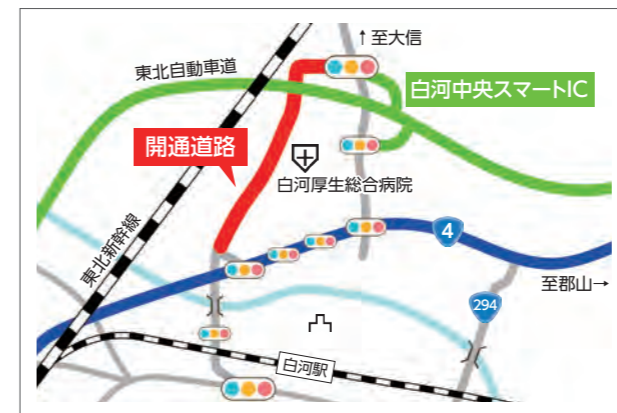 ↑至大信
東北自動車道
白河中央スマートIC
開通道路
白河厚生総合病院
東北新幹線
4
至郡山→
294
白河駅